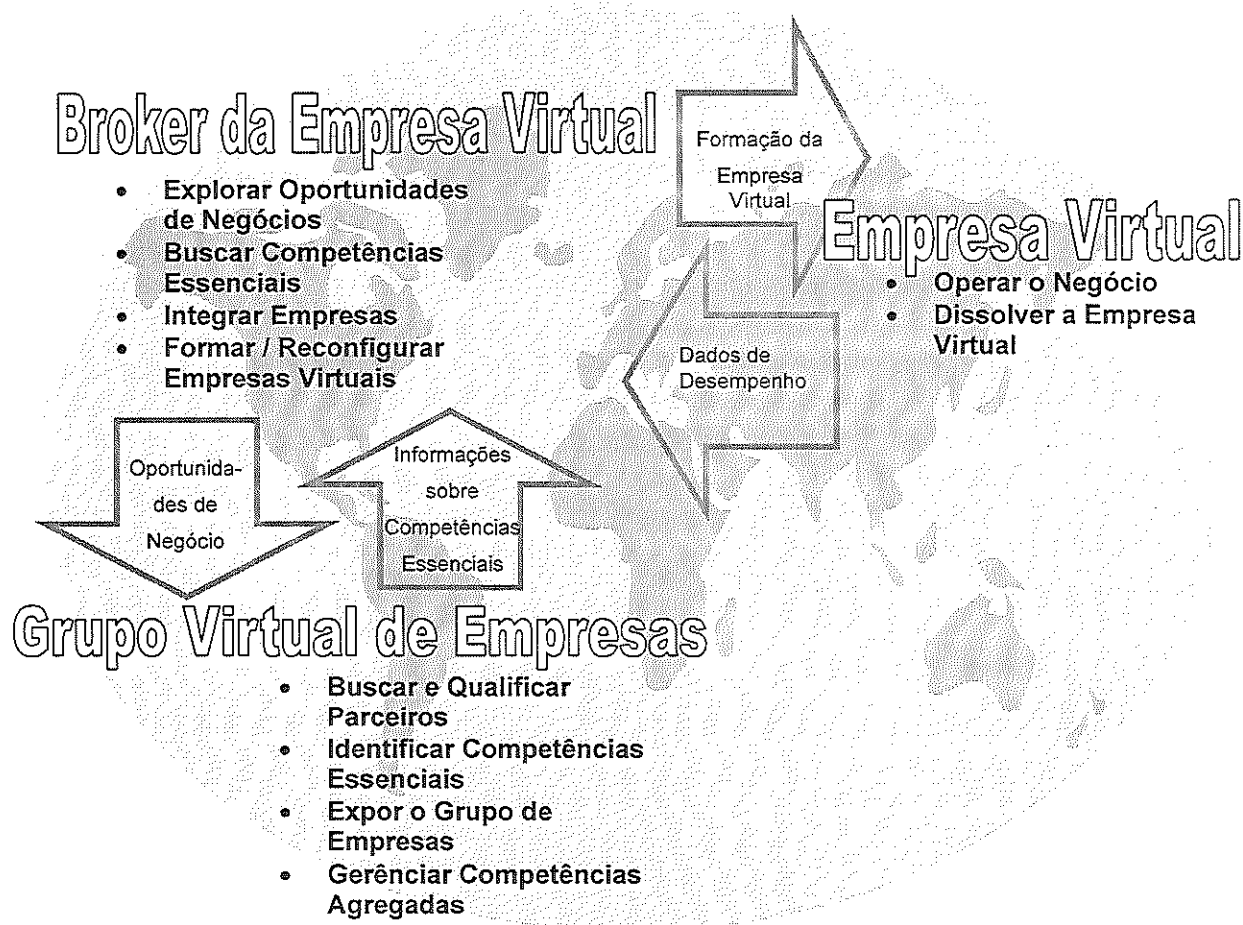 Broker da Empresa Virtual
• Explorar Oportunidades
de Negócios
• Buscar Competências
Essenciais
• Integrar Empresas
• Formar / Reconfigurar
Empresas Virtuais
Formação da
Empresa
Virtual
Empresa Virtual
• Operar o Negócio
• Dissolver a Empresa
Virtual
Dados de
Desempenho
Oportunida-
des de
Negócio
Informações
sobre
Competências
Essenciais
Grupo Virtual de Empresas
• Buscar e Qualificar
Parceiros
• Identificar Competências
Essenciais
• Expor o Grupo de
Empresas
• Gerênciar Competências
Agregadas